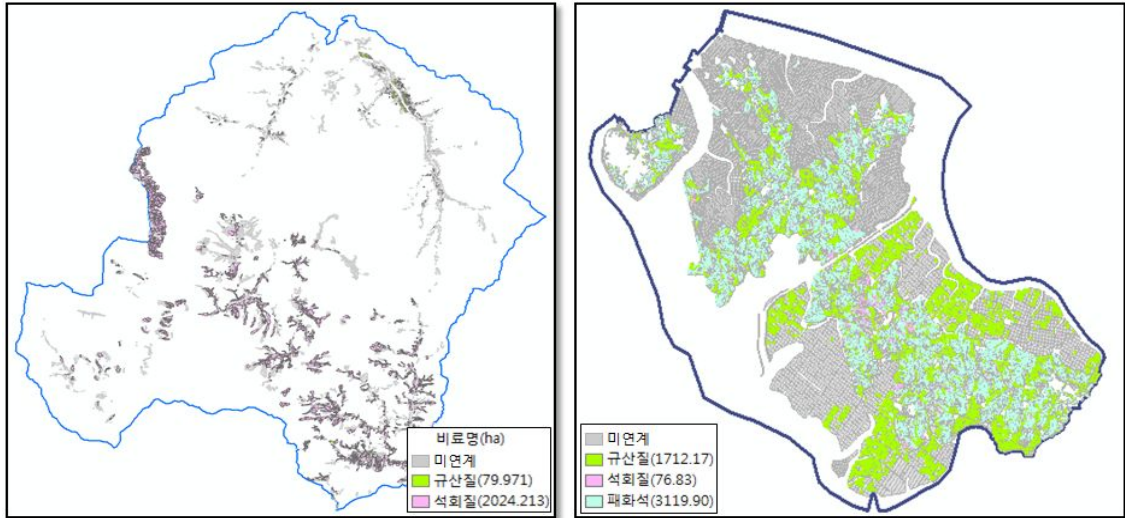 비료명(ha)
미연계
규산질(79.971)
석회질(2024.213)
미연계
규산질(1712.17)
석회질(76.83)
패화석(3119.90)